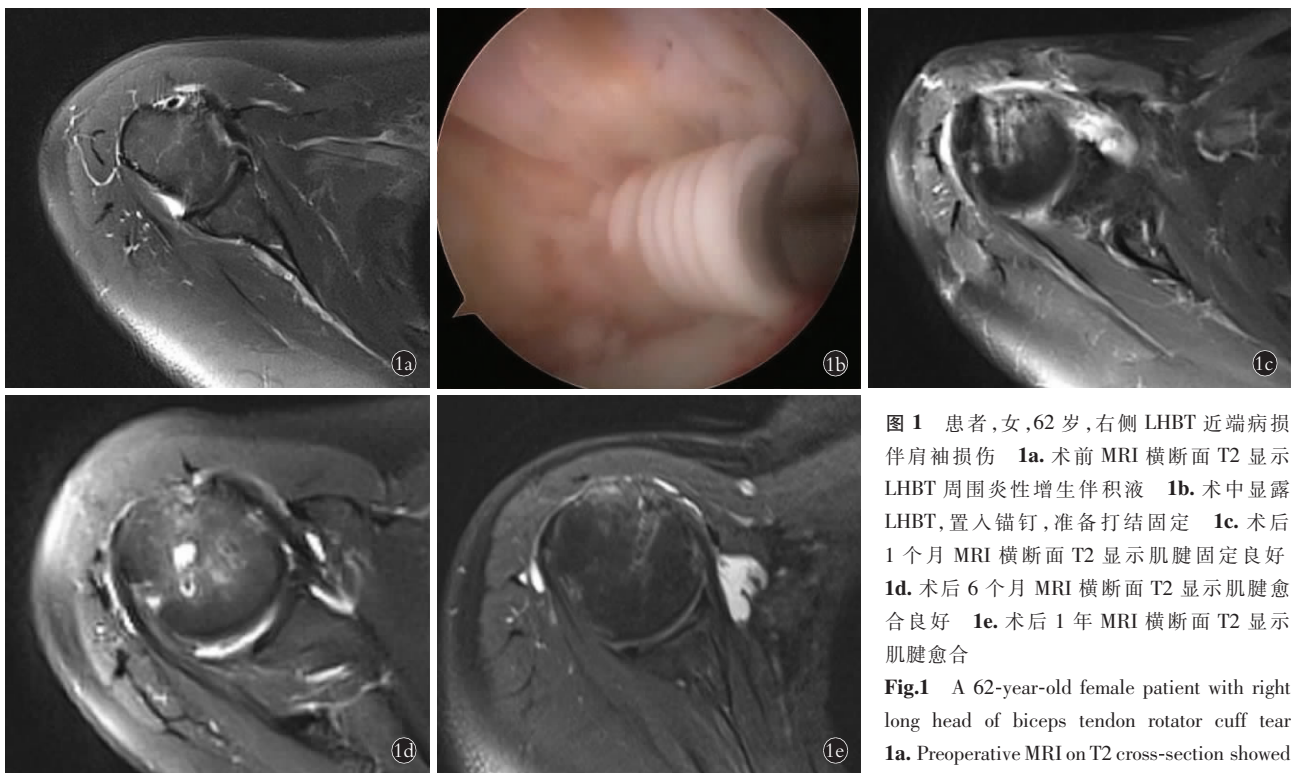 1a
1b
1c
1d
1e
图 1 患者,女,62 岁,右侧 LHBT 近端病损
伴肩袖损伤 1a. 术前 MRI 横断面 T2 显示
LHBT 周围炎性增生伴积液 1b. 术中显露
LHBT,置入锚钉,准备打结固定 1c. 术后
1 个月 MRI 横断面 T2 显示肌腱固定良好
1d. 术后 6 个月 MRI 横断面 T2 显示肌腱愈
合良好 1e. 术后 1 年 MRI 横断面 T2 显示
肌腱愈合
Fig.1 A 62-year-old female patient with right
long head of biceps tendon rotator cuff tear
1a. Preoperative MRI on T2 cross-section showed